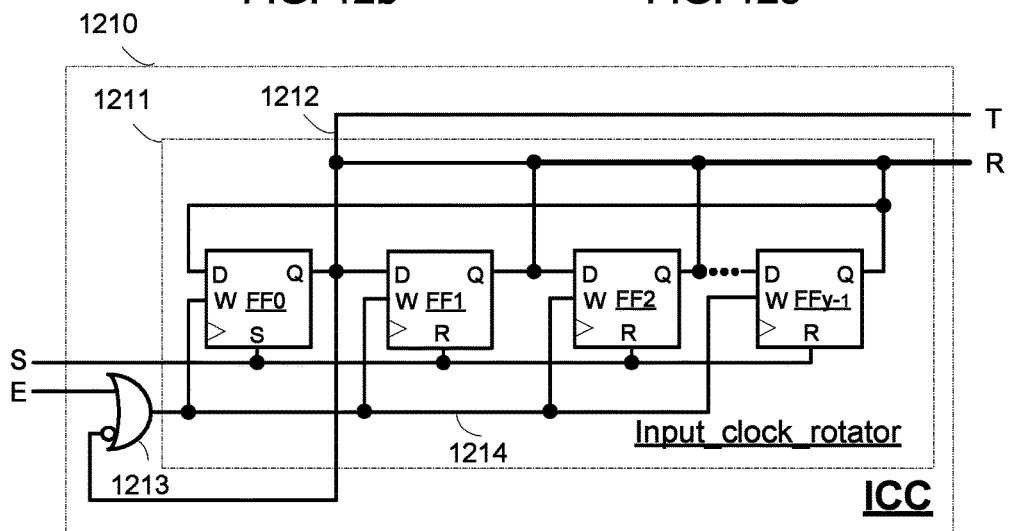 1210
1211
1212
T
R
D Q
W FF0
S
D Q
W FF1
R
D Q
W FF2
R
D Q
W FFy-1
R
S
E
1213
1214
Input_clock_rotator
ICC